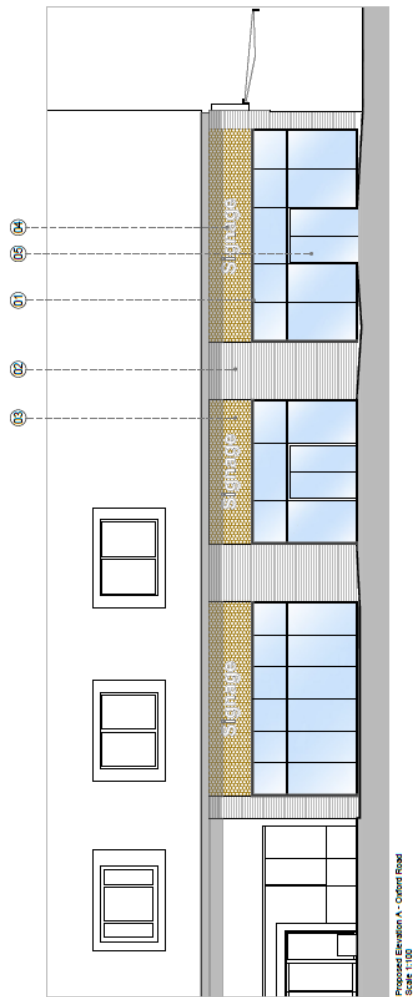 04
05
01
02
03
Signage
Signage
Signage
Proposed Elevation A - Oxford Road
Scale 1:100